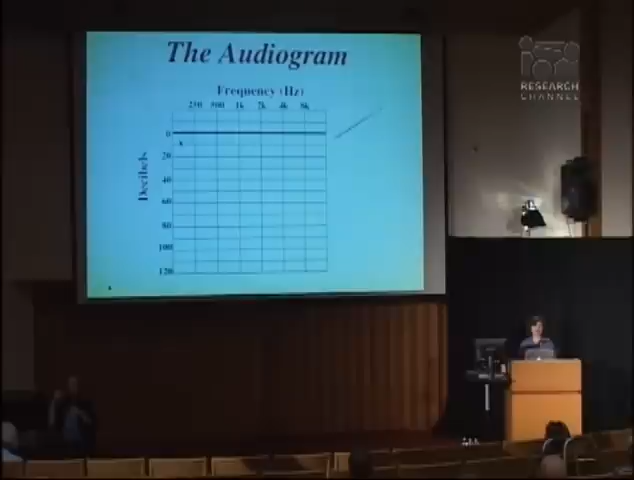 The Audiogram
RESEARCH
CHANNEL
Frequency (Hz)
250 500 1k 2k 4k 8k
0
20
40
60
80
100
120
Decibels